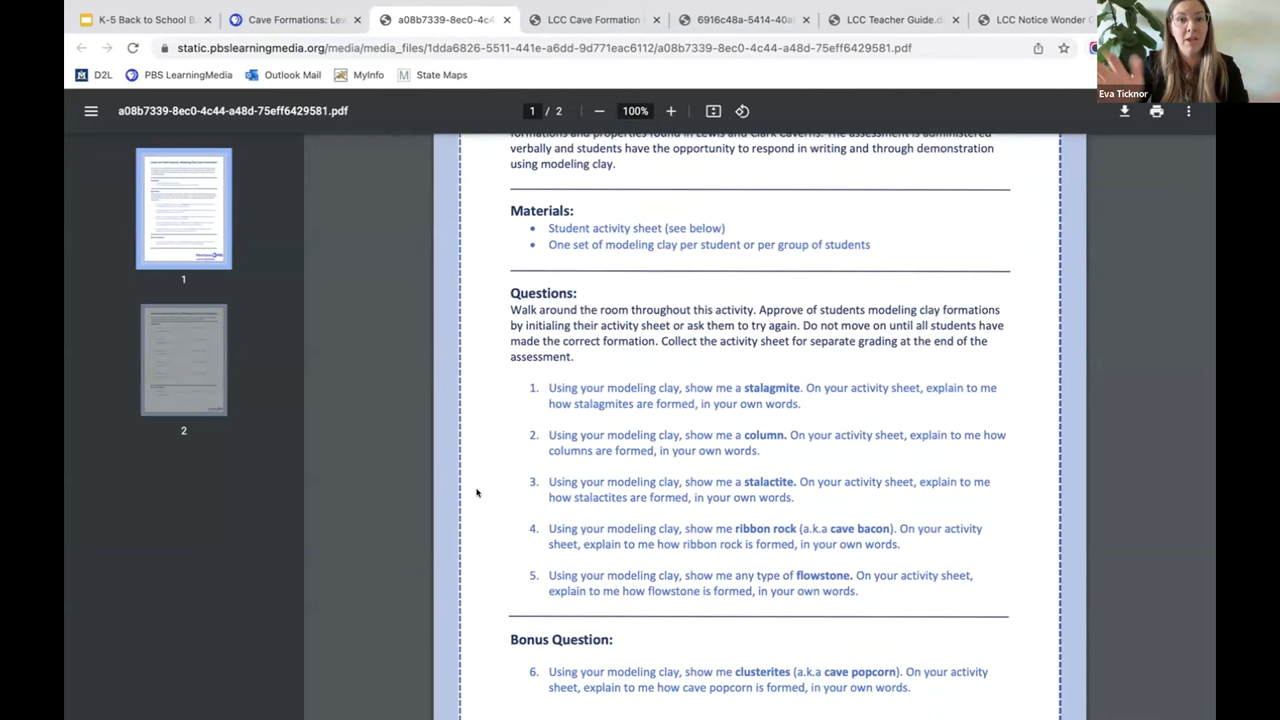 K-5 Back to School B
Cave Formations: Lew
a08b7339-8ec0-4c4
LCC Cave Formation
6916c48a-5414-40a
LCC Teacher Guide.d
LCC Notice Wonder C
static.pbslearningmedia.org/media/media_files/1dda6826-5511-441e-a6dd-9d771eac6112/a08b7339-8ec0-4c44-a48d-75eff6429581.pdf
D2L
PBS LearningMedia
Outlook Mail
MyInfo
State Maps
Eva Ticknor
a08b7339-8ec0-4c44-a48d-75eff6429581.pdf
1 / 2
100%
formations and properties found in Lewis and Clark Caverns. The assessment is administered
verbally and students have the opportunity to respond in writing and through demonstration
using modeling clay.
Materials:
• Student activity sheet (see below)
• One set of modeling clay per student or per group of students
Questions:
Walk around the room throughout this activity. Approve of students modeling clay formations
by initialing their activity sheet or ask them to try again. Do not move on until all students have
made the correct formation. Collect the activity sheet for separate grading at the end of the
assessment.
1. Using your modeling clay, show me a stalagmite. On your activity sheet, explain to me
how stalagmites are formed, in your own words.
2. Using your modeling clay, show me a column. On your activity sheet, explain to me how
columns are formed, in your own words.
3. Using your modeling clay, show me a stalactite. On your activity sheet, explain to me
how stalactites are formed, in your own words.
4. Using your modeling clay, show me ribbon rock (a.k.a cave bacon). On your activity
sheet, explain to me how ribbon rock is formed, in your own words.
5. Using your modeling clay, show me any type of flowstone. On your activity sheet,
explain to me how flowstone is formed, in your own words.
Bonus Question:
6. Using your modeling clay, show me clusterites (a.k.a cave popcorn). On your activity
sheet, explain to me how cave popcorn is formed, in your own words.
1
2